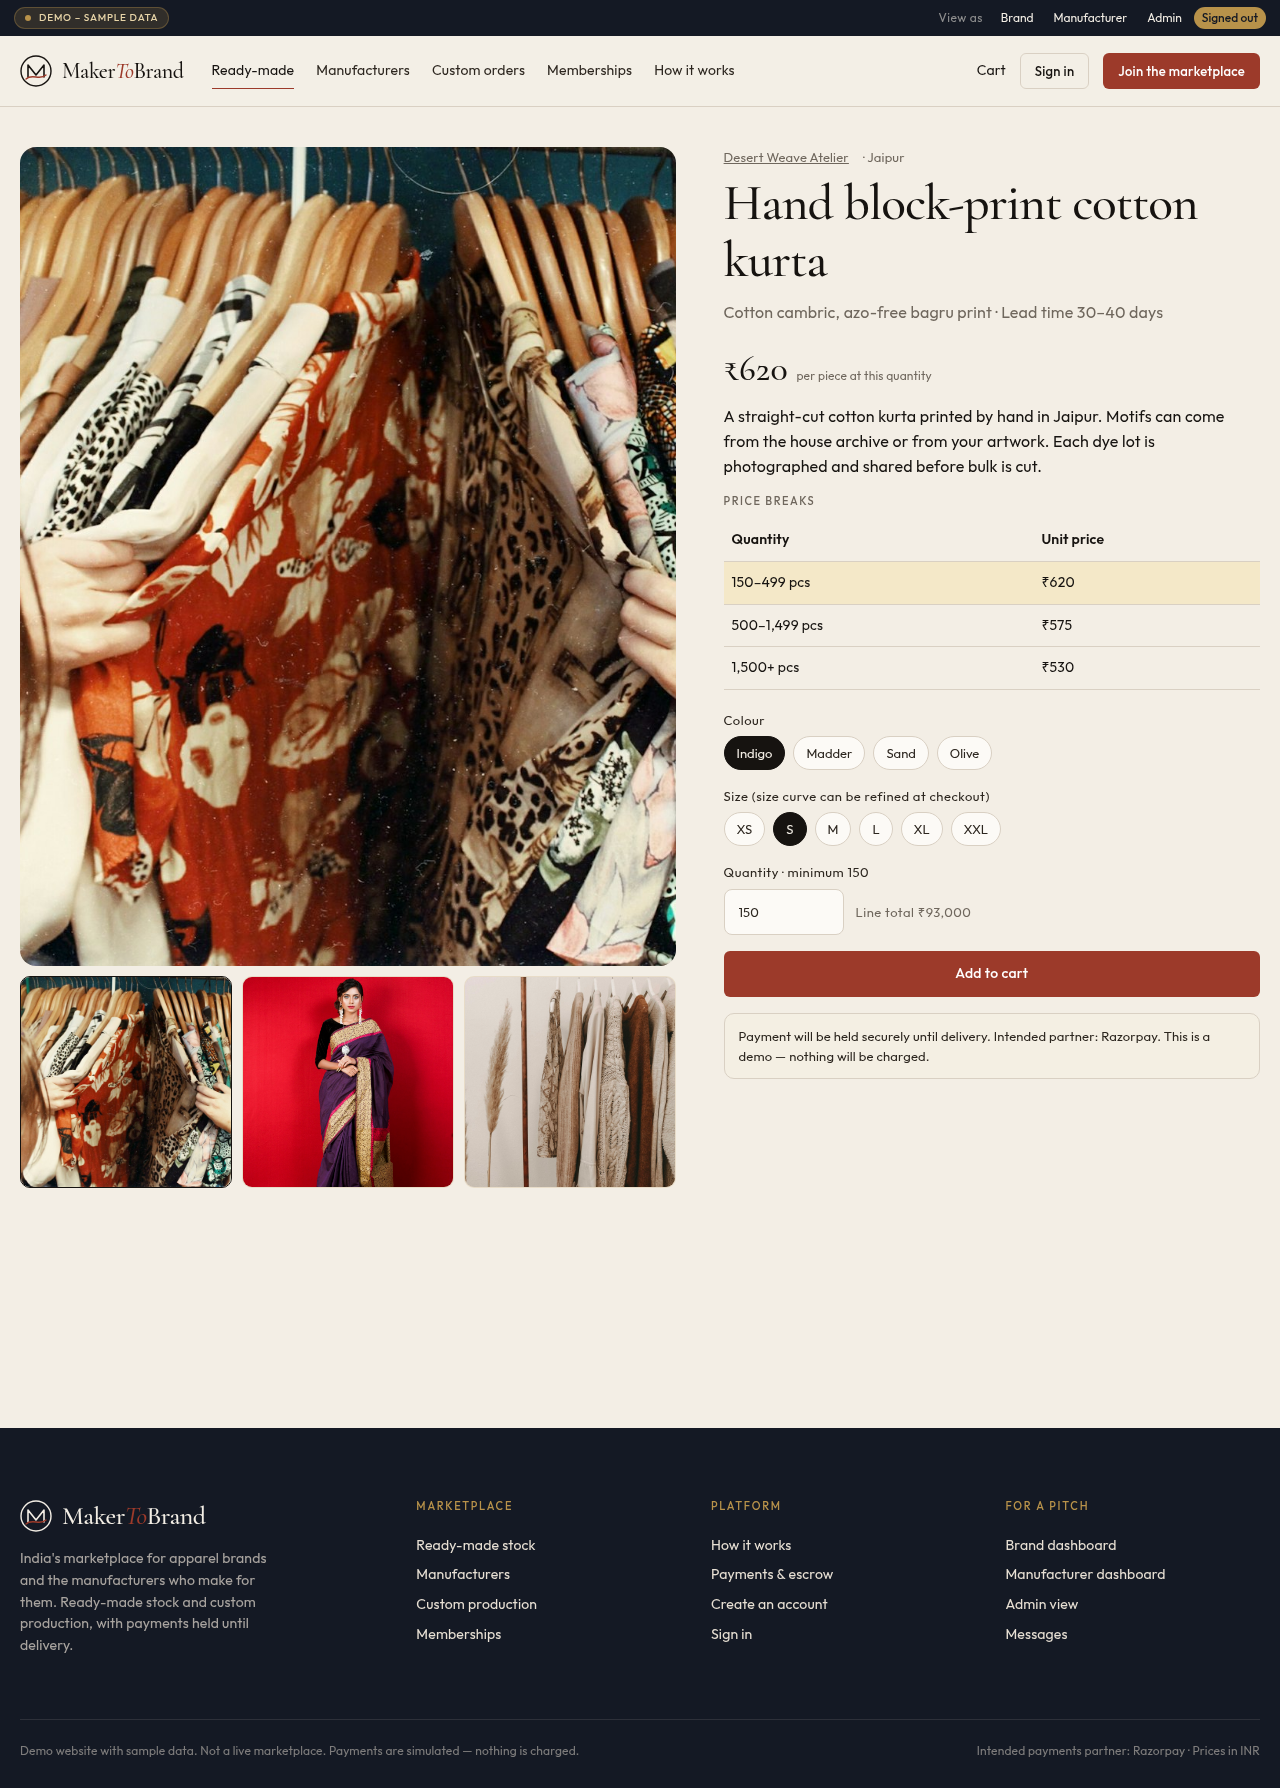 DEMO – SAMPLE DATA
View as Brand Manufacturer Admin Signed out
MakerToBrand Ready-made Manufacturers Custom orders Memberships How it works Cart Sign in Join the marketplace
Desert Weave Atelier · Jaipur
Hand block-print cotton
kurta
Cotton cambric, azo-free bagru print · Lead time 30–40 days
₹620 per piece at this quantity
A straight-cut cotton kurta printed by hand in Jaipur. Motifs can come
from the house archive or from your artwork. Each dye lot is
photographed and shared before bulk is cut.
PRICE BREAKS
Quantity Unit price
150–499 pcs ₹620
500–1,499 pcs ₹575
1,500+ pcs ₹530
Colour
Indigo Madder Sand Olive
Size (size curve can be refined at checkout)
XS S M L XL XXL
Quantity · minimum 150
150 Line total ₹93,000
Add to cart
Payment will be held securely until delivery. Intended partner: Razorpay. This is a
demo — nothing will be charged.
MakerToBrand
India's marketplace for apparel brands
and the manufacturers who make for
them. Ready-made stock and custom
production, with payments held until
delivery.
MARKETPLACE
Ready-made stock
Manufacturers
Custom production
Memberships
PLATFORM
How it works
Payments & escrow
Create an account
Sign in
FOR A PITCH
Brand dashboard
Manufacturer dashboard
Admin view
Messages
Demo website with sample data. Not a live marketplace. Payments are simulated — nothing is charged.
Intended payments partner: Razorpay · Prices in INR